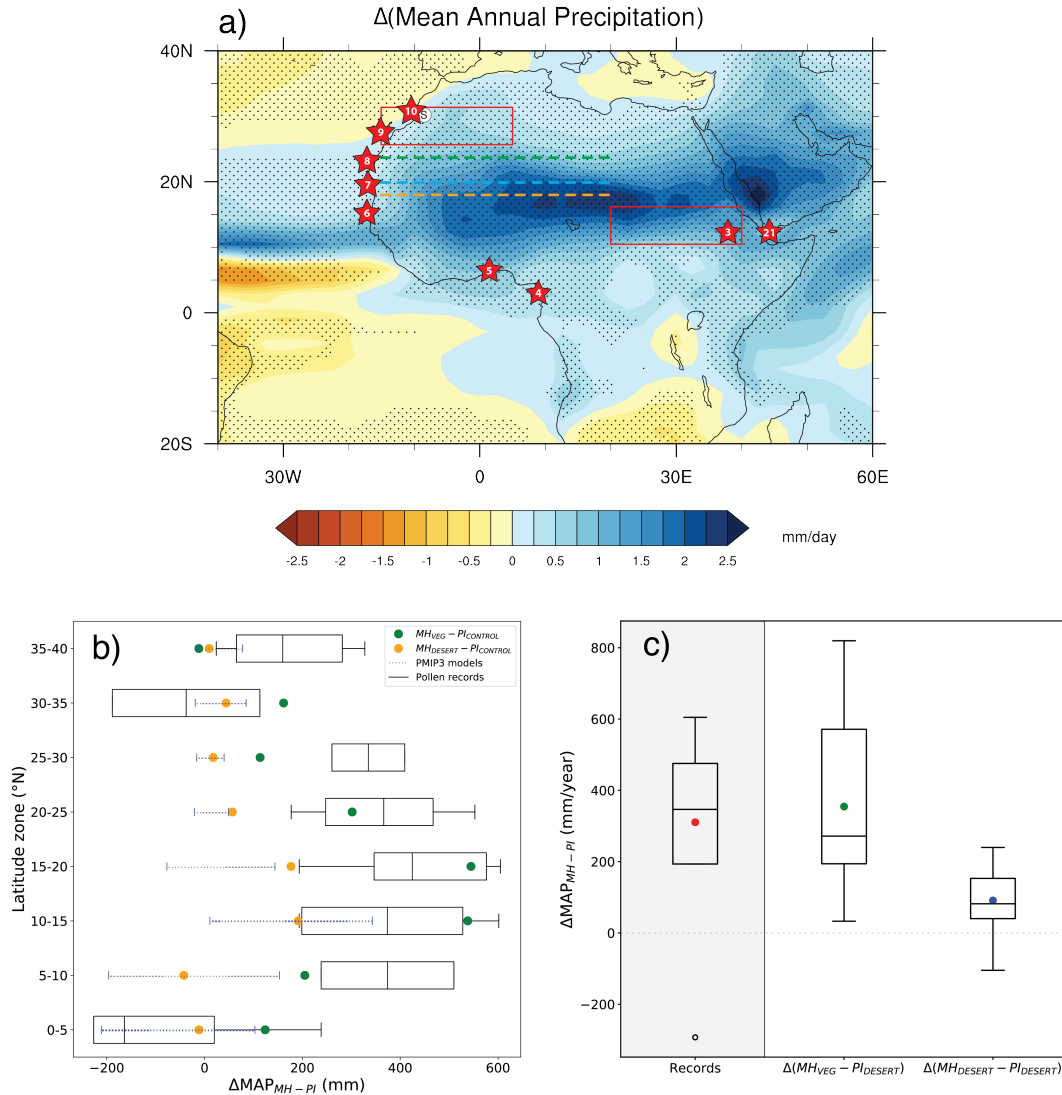 Δ(Mean Annual Precipitation)
a)
40N
20N
0
20S
10
S
9
8
7
6
5
4
3
21
30W
0
30E
60E
-2.5 -2 -1.5 -1 -0.5 0 0.5 1 1.5 2 2.5
mm/day
b)
MH_VEG − PI_CONTROL
MH_DESERT − PI_CONTROL
PMIP3 models
Pollen records
Latitude zone (°N)
35-40
30-35
25-30
20-25
15-20
10-15
5-10
0-5
−200 0 200 400 600
ΔMAP_MH−PI (mm)
c)
ΔMAP_MH−PI (mm/year)
800
600
400
200
0
−200
Records
Δ(MH_VEG − PI_DESERT)
Δ(MH_DESERT − PI_DESERT)